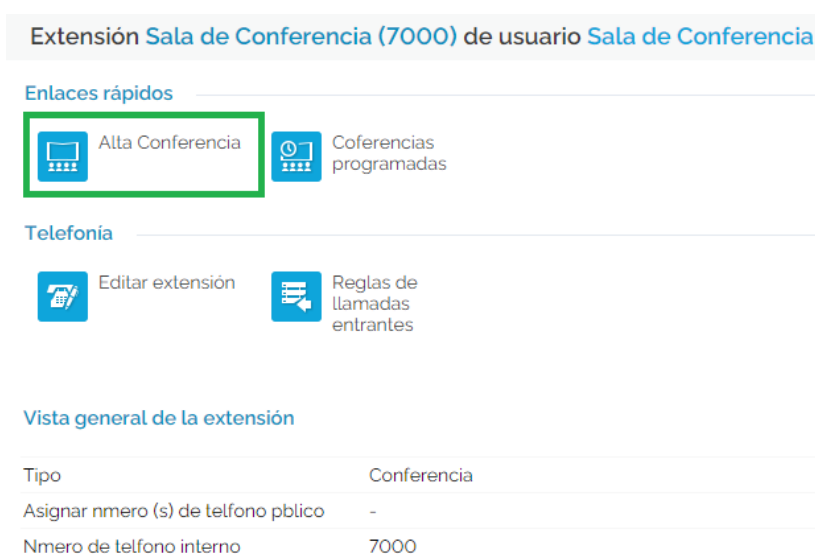 Extensión Sala de Conferencia (7000) de usuario Sala de Conferencia
Enlaces rápidos
Alta Conferencia
Coferencias
programadas
Telefonía
Editar extensión
Reglas de
llamadas
entrantes
Vista general de la extensión
Tipo Conferencia
Asignar nmero (s) de telfono pblico -
Nmero de telfono interno 7000